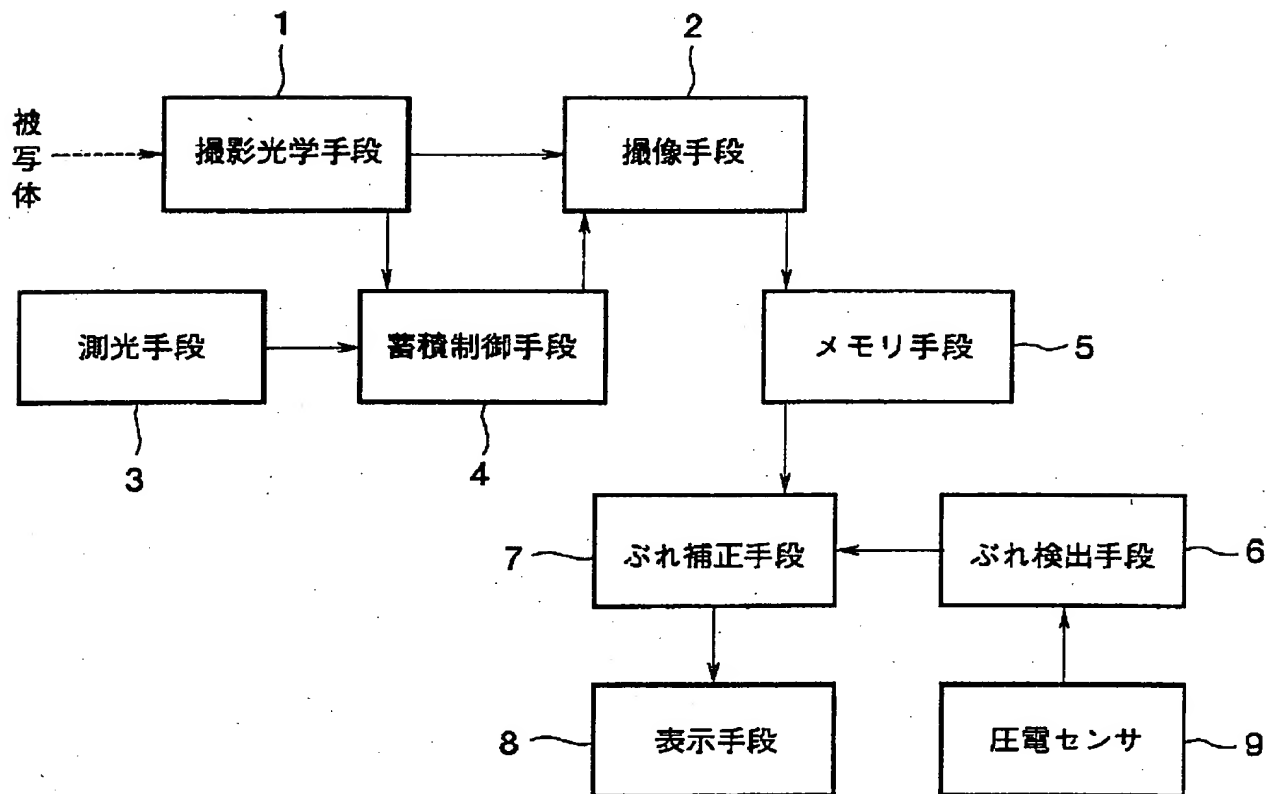 1
2
被写体
撮影光学手段
撮像手段
測光手段
蓄積制御手段
メモリ手段
5
3
4
7
ぶれ補正手段
ぶれ検出手段
6
8
表示手段
圧電センサ
9